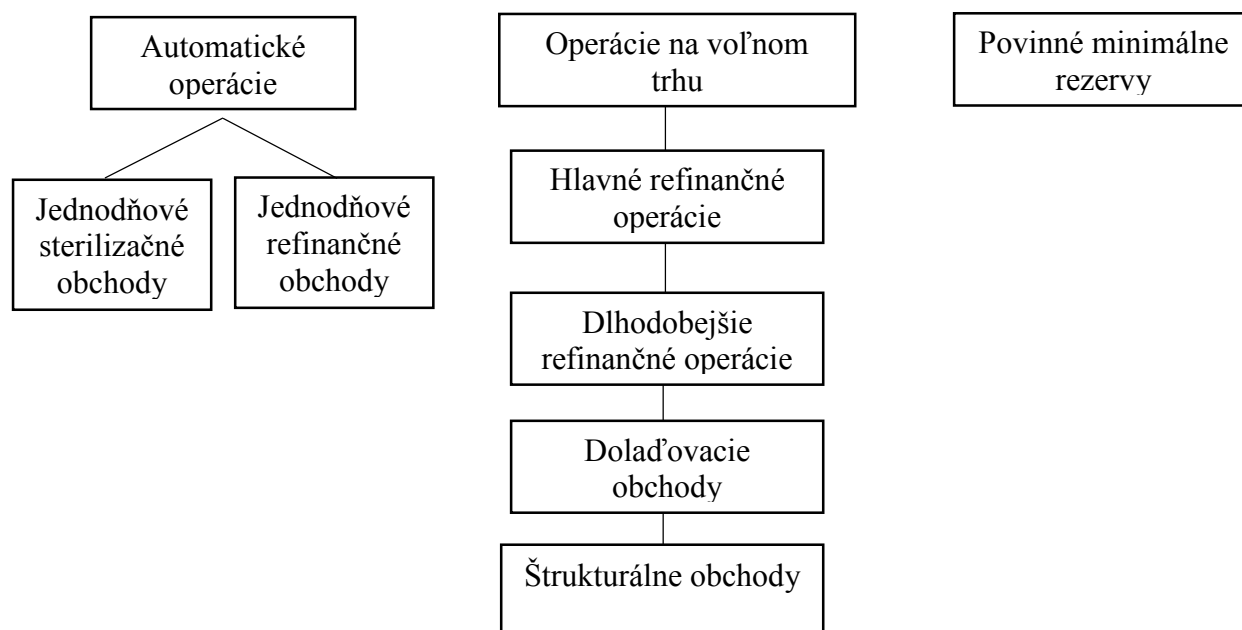 Automatické
operácie
Operácie na voľnom
trhu
Povinné minimálne
rezervy
Jednodňové
sterilizačné
obchody
Jednodňové
refinančné
obchody
Hlavné refinančné
operácie
Dlhodobejšie
refinančné operácie
Dolaďovacie
obchody
Štrukturálne obchody